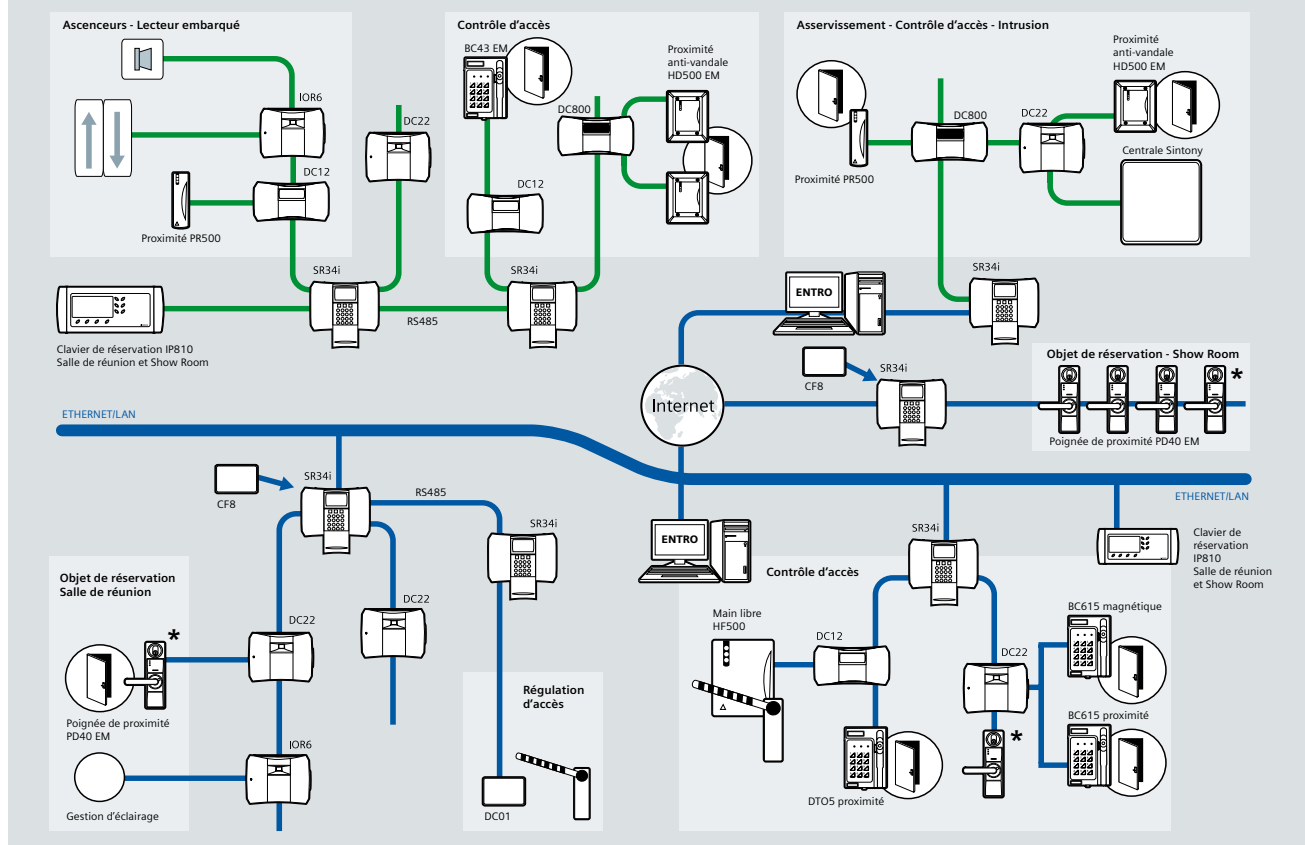 Ascenceurs - Lecteur embarqué
IOR6
DC12
Proximité PR500
DC22
SR34i
Clavier de réservation IP810
Salle de réunion et Show Room
RS485
Contrôle d'accès
BC43 EM
Proximité
anti-vandale
HD500 EM
DC800
DC12
SR34i
Asservissement - Contrôle d'accès - Intrusion
Proximité
anti-vandale
HD500 EM
DC800
DC22
Centrale Sintony
Proximité PR500
SR34i
ENTRO
CF8
SR34i
Internet
Objet de réservation - Show Room
*
Poignée de proximité PD40 EM
ETHERNET/LAN
ETHERNET/LAN
CF8
SR34i
RS485
SR34i
Objet de réservation
Salle de réunion
*
Poignée de proximité
PD40 EM
DC22
DC22
IOR6
Gestion d'éclairage
Régulation
d'accès
DC01
ENTRO
Contrôle d'accès
SR34i
Clavier de
réservation
IP810
Salle de réunion
et Show Room
Main libre
HF500
DC12
DC22
BC615 magnétique
BC615 proximité
*
DTO5 proximité